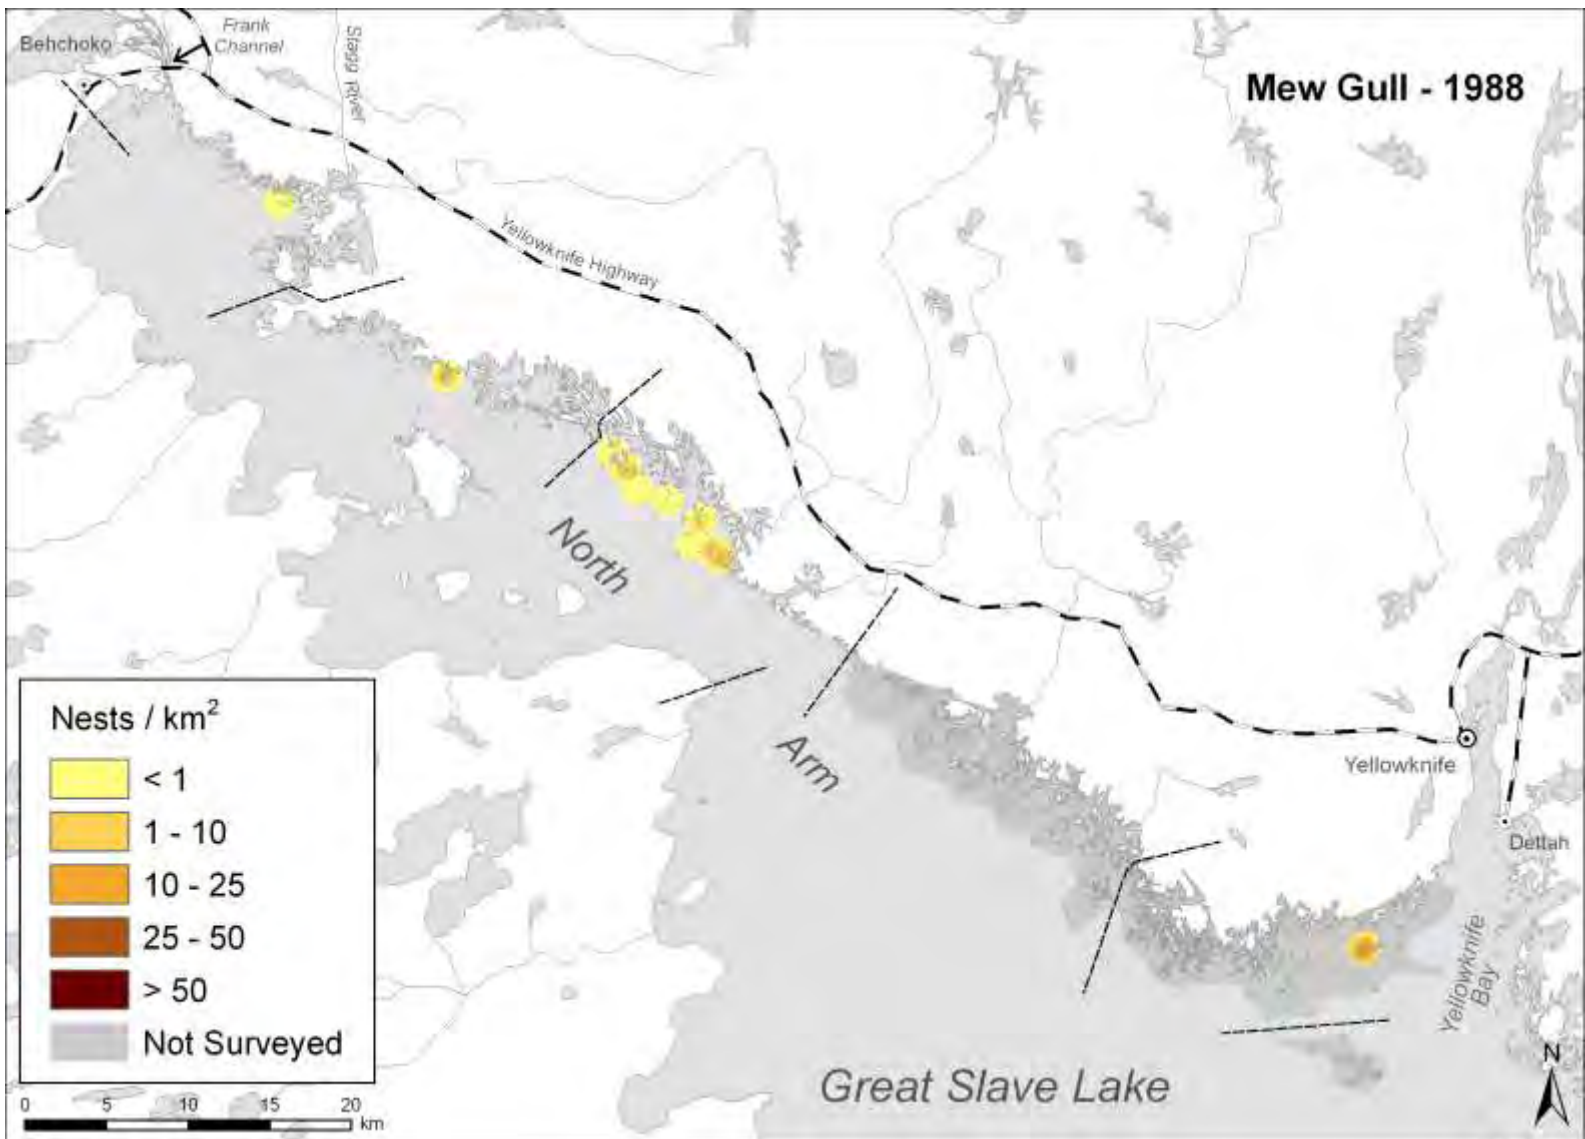 Behchoko
Frank
Channel
Stagg River
Mew Gull - 1988
Yellowknife Highway
North
Arm
Yellowknife
Dettah
Yellowknife
Bay
Great Slave Lake
N
Nests / km²
< 1
1 - 10
10 - 25
25 - 50
> 50
Not Surveyed
0 5 10 15 20
km